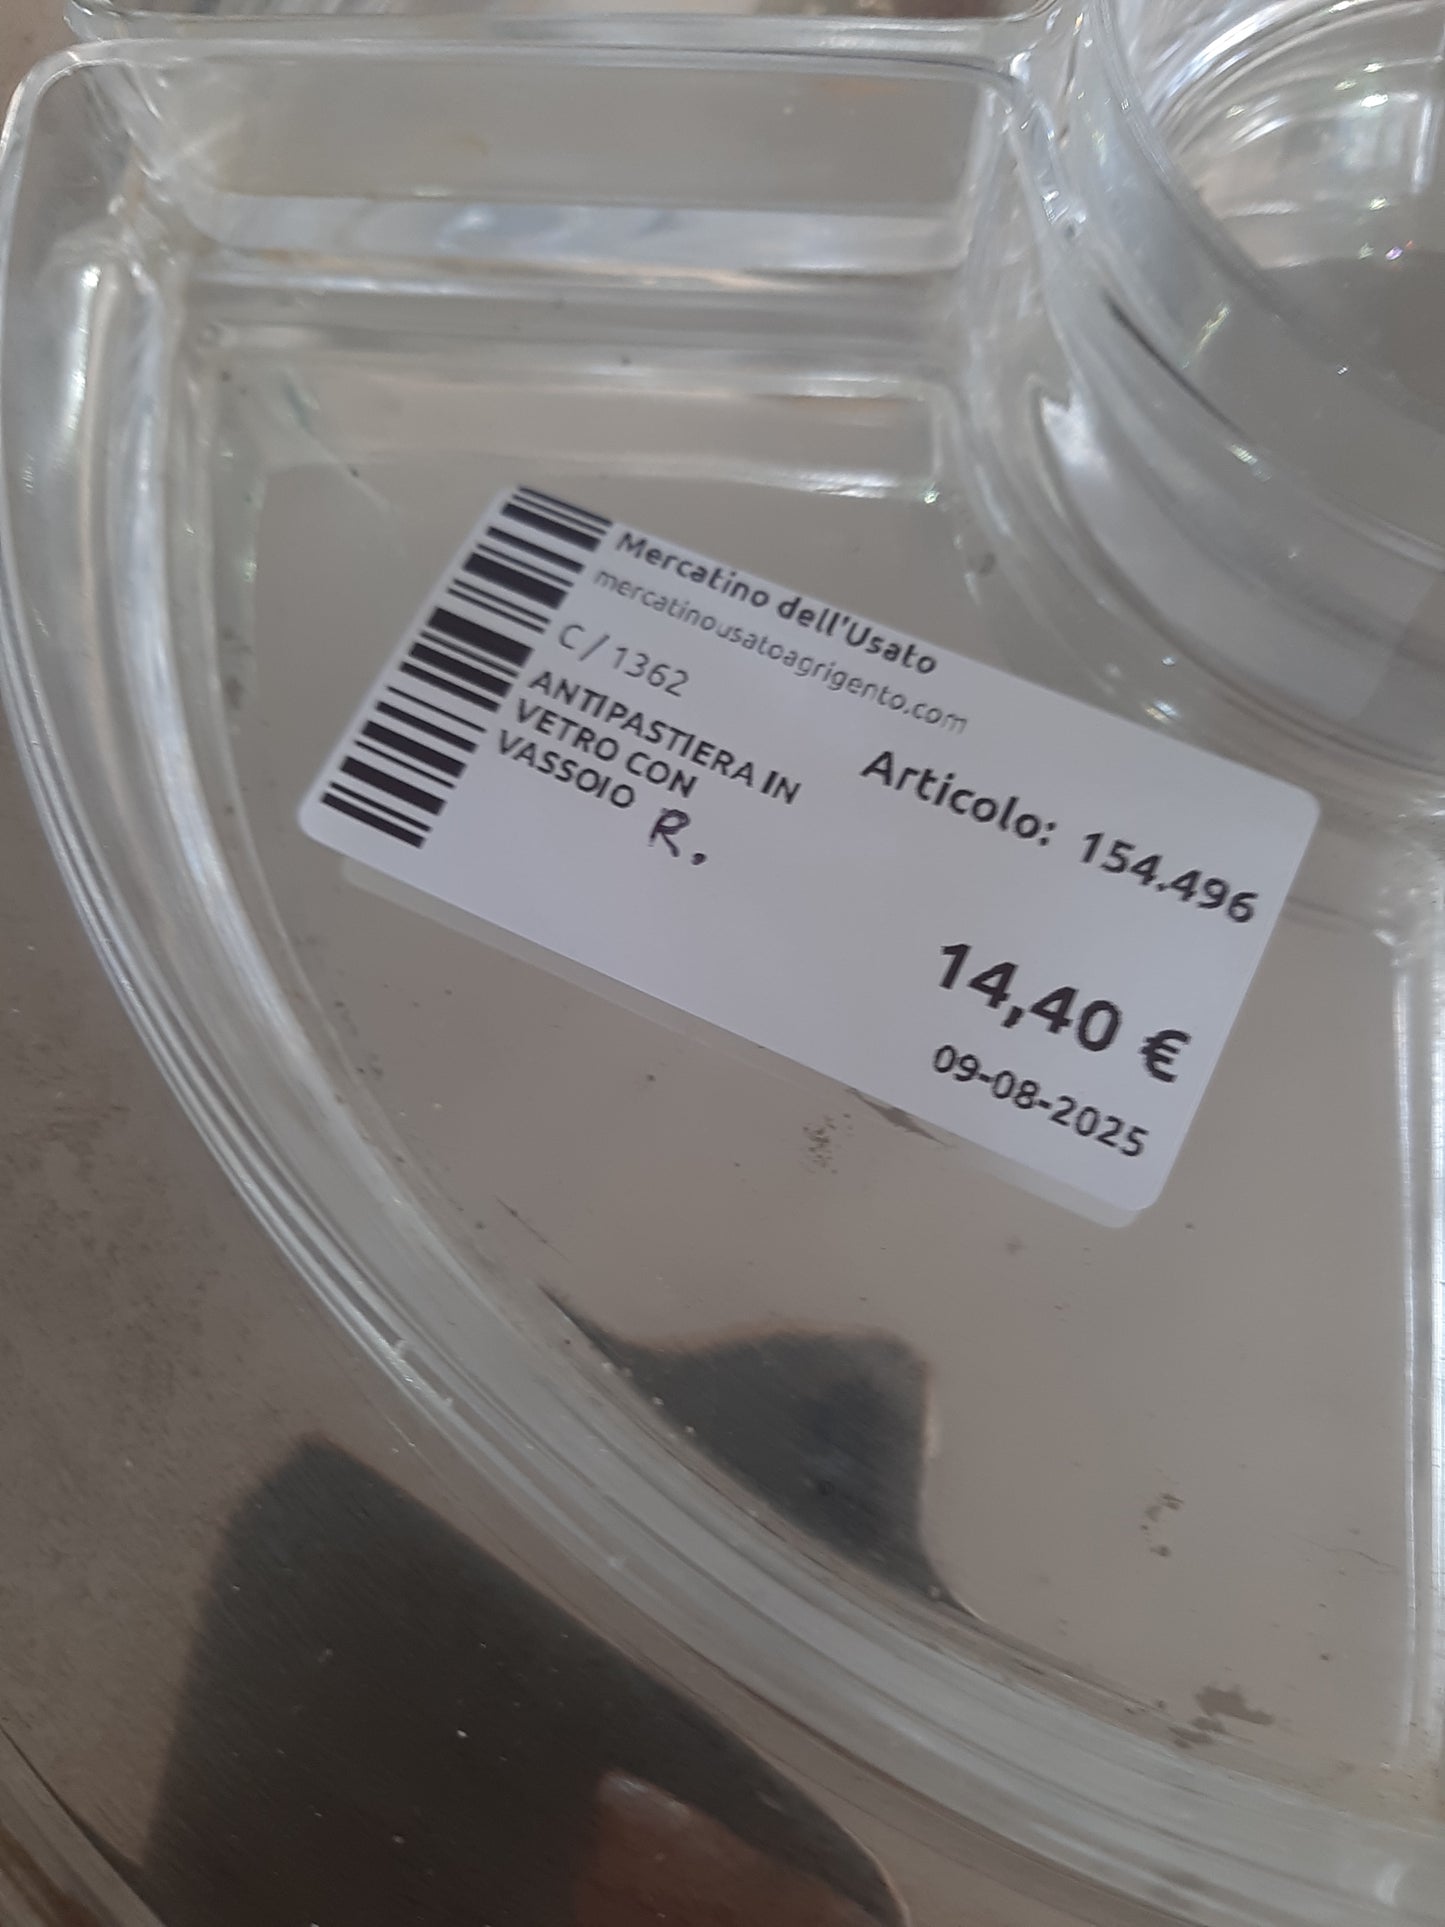 Mercatino dell'Usato
mercatinousatoagrigento.com
C / 1362
ANTIPASTIERA IN
VETRO CON
VASSOIO R.
Articolo: 154.496
14,40 €
09-08-2025